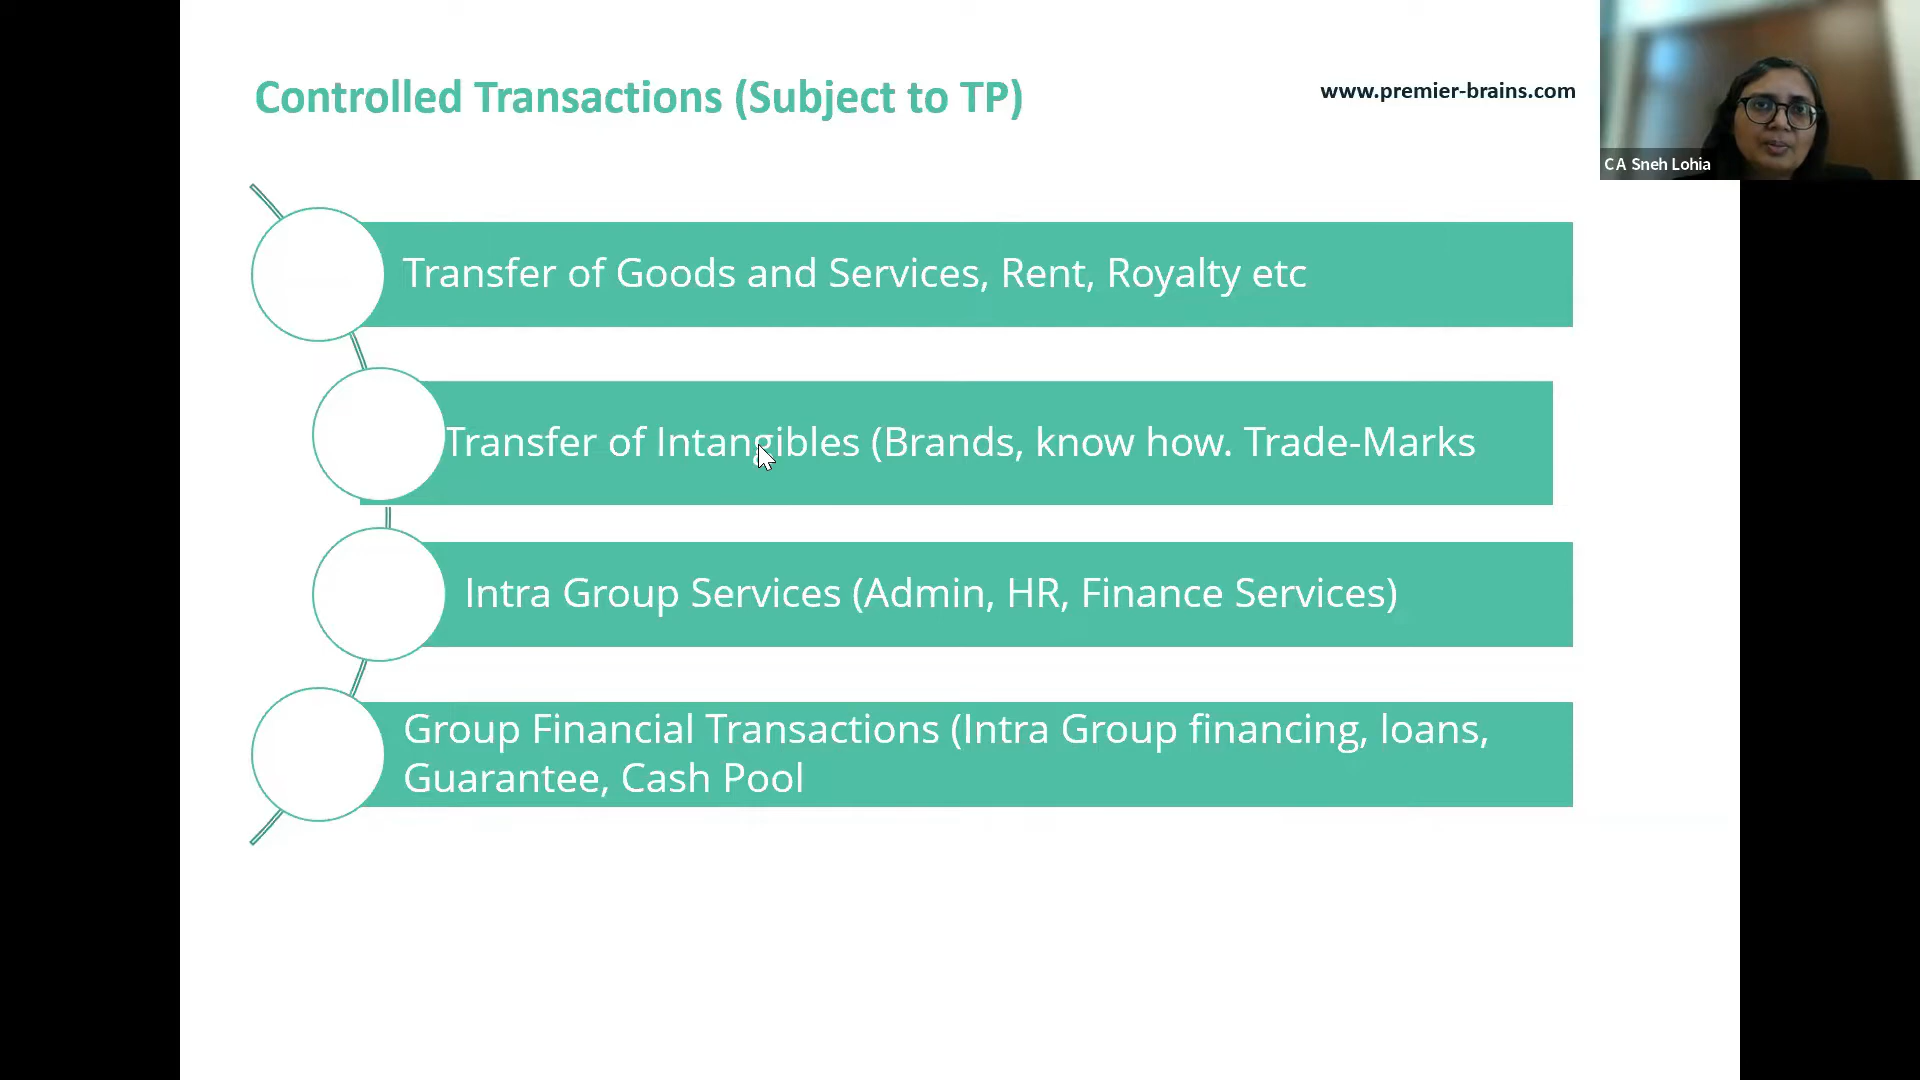 Controlled Transactions (Subject to TP)
www.premier-brains.com
CA Sneh Lohia
Transfer of Goods and Services, Rent, Royalty etc
Transfer of Intangibles (Brands, know how. Trade-Marks
Intra Group Services (Admin, HR, Finance Services)
Group Financial Transactions (Intra Group financing, loans,
Guarantee, Cash Pool